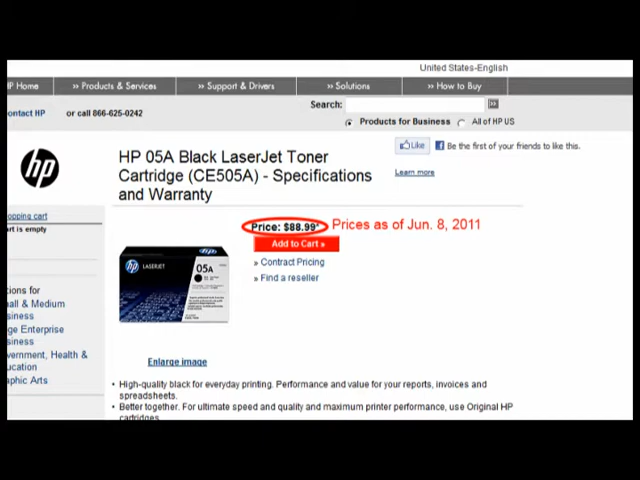 United States-English
HP Home
» Products & Services
» Support & Drivers
» Solutions
» How to Buy
Search:
»
Contact HP
or call 866-625-0242
Products for Business
All of HP US
Like
Be the first of your friends to like this.
Learn more
hp
HP 05A Black LaserJet Toner
Cartridge (CE505A) - Specifications
and Warranty
opping cart
art is empty
Price: $88.99*
Prices as of Jun. 8, 2011
Add to Cart »
» Contract Pricing
» Find a reseller
hp
LASERJET
05A
ions for
all & Medium
siness
ge Enterprise
siness
vernment, Health &
ucation
aphic Arts
Enlarge image
• High-quality black for everyday printing. Performance and value for your reports, invoices and
spreadsheets.
• Better together. For ultimate speed and quality and maximum printer performance, use Original HP
cartridges.